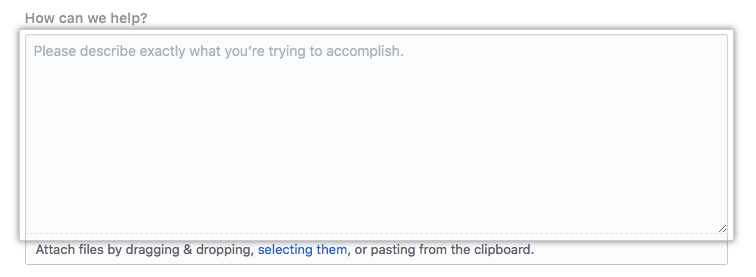 How can we help?
Please describe exactly what you're trying to accomplish.
Attach files by dragging & dropping, selecting them, or pasting from the clipboard.